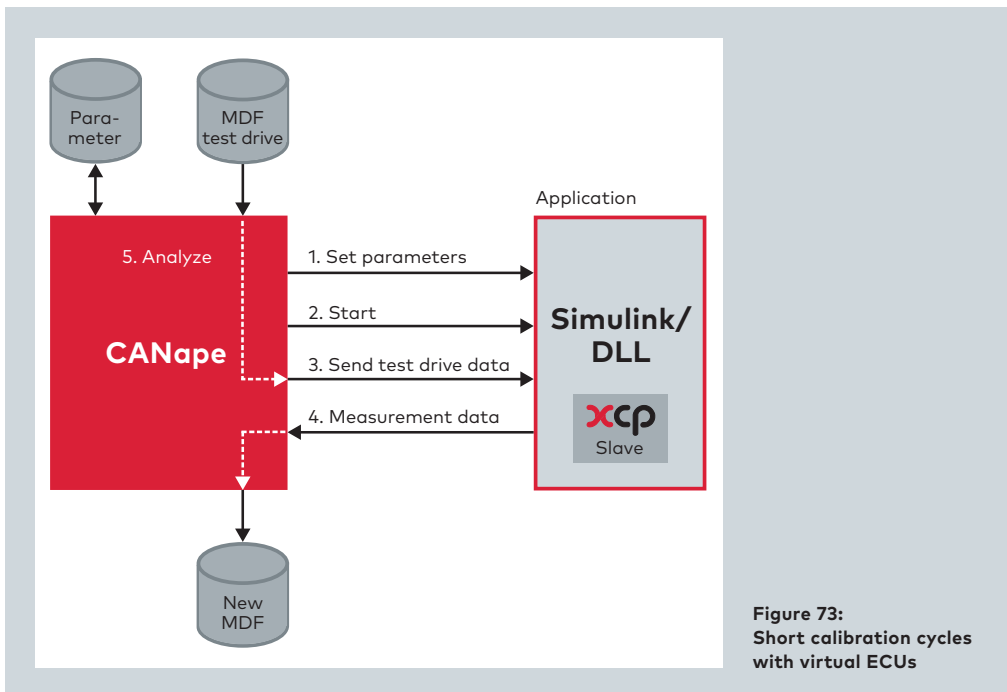 Para-
meter
MDF
test drive
Application
5. Analyze
1. Set parameters
2. Start
CANape
3. Send test drive data
4. Measurement data
Simulink/
DLL
xcp
Slave
New
MDF
Figure 73:
Short calibration cycles
with virtual ECUs